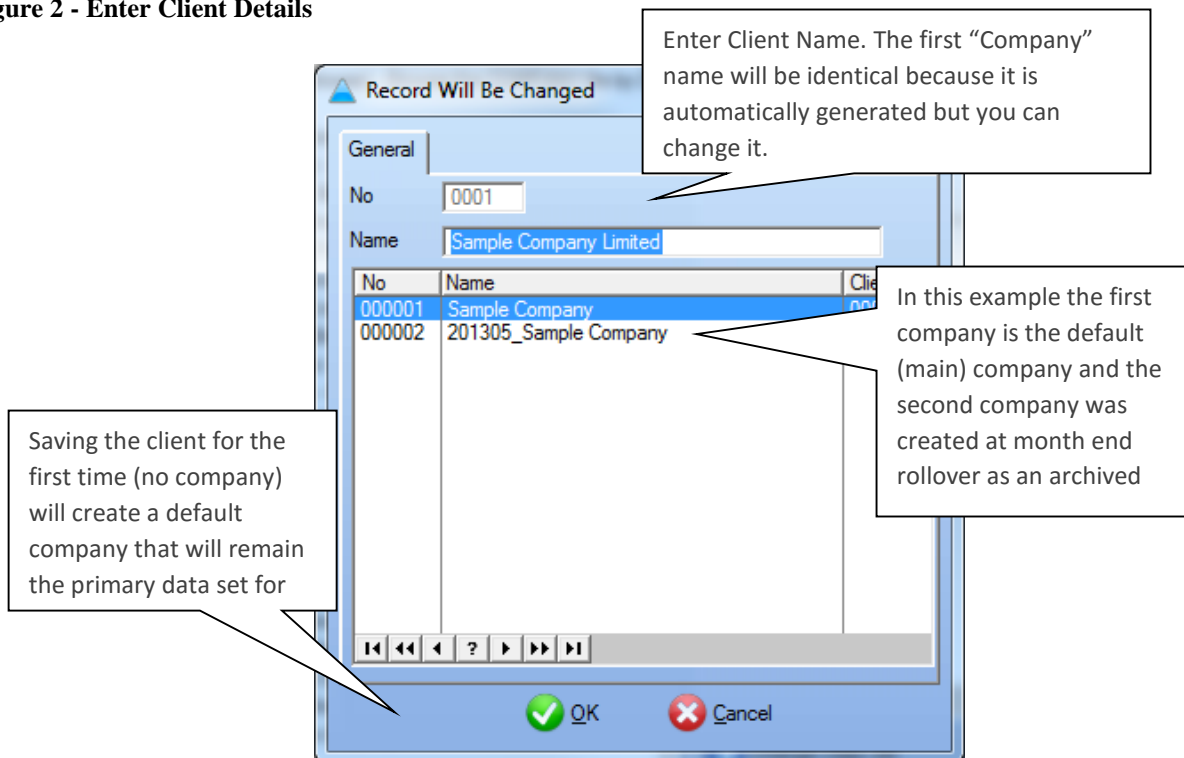 gure 2 - Enter Client Details
Enter Client Name. The first “Company”
name will be identical because it is
automatically generated but you can
change it.
Record Will Be Changed
General
No 0001
Name Sample Company Limited
No Name Clie
000001 Sample Company
000002 201305_Sample Company
In this example the first
company is the default
(main) company and the
second company was
created at month end
rollover as an archived
Saving the client for the
first time (no company)
will create a default
company that will remain
the primary data set for
?
OK Cancel